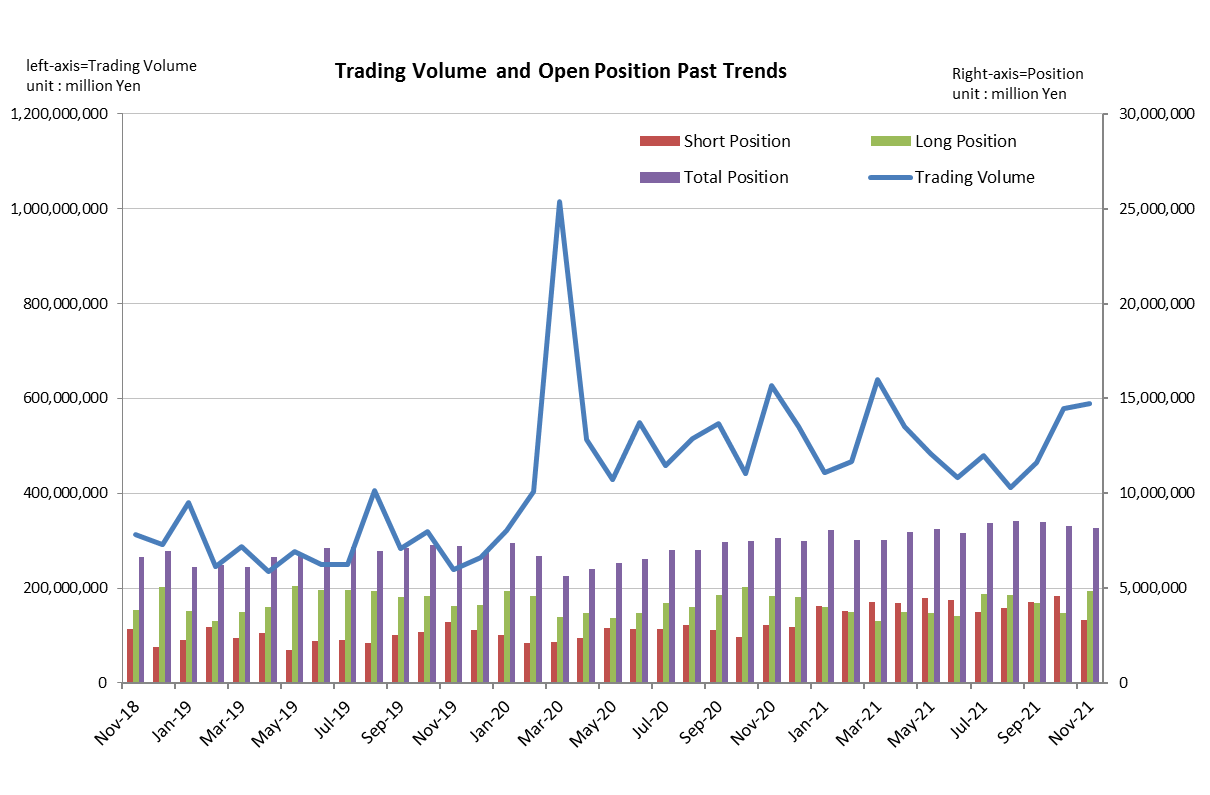 left-axis=Trading Volume
unit : million Yen
Trading Volume and Open Position Past Trends
Right-axis=Position
unit : million Yen
1,200,000,000
1,000,000,000
800,000,000
600,000,000
400,000,000
200,000,000
0
30,000,000
25,000,000
20,000,000
15,000,000
10,000,000
5,000,000
0
Short Position
Long Position
Total Position
Trading Volume
Nov-18
Jan-19
Mar-19
May-19
Jul-19
Sep-19
Nov-19
Jan-20
Mar-20
May-20
Jul-20
Sep-20
Nov-20
Jan-21
Mar-21
May-21
Jul-21
Sep-21
Nov-21